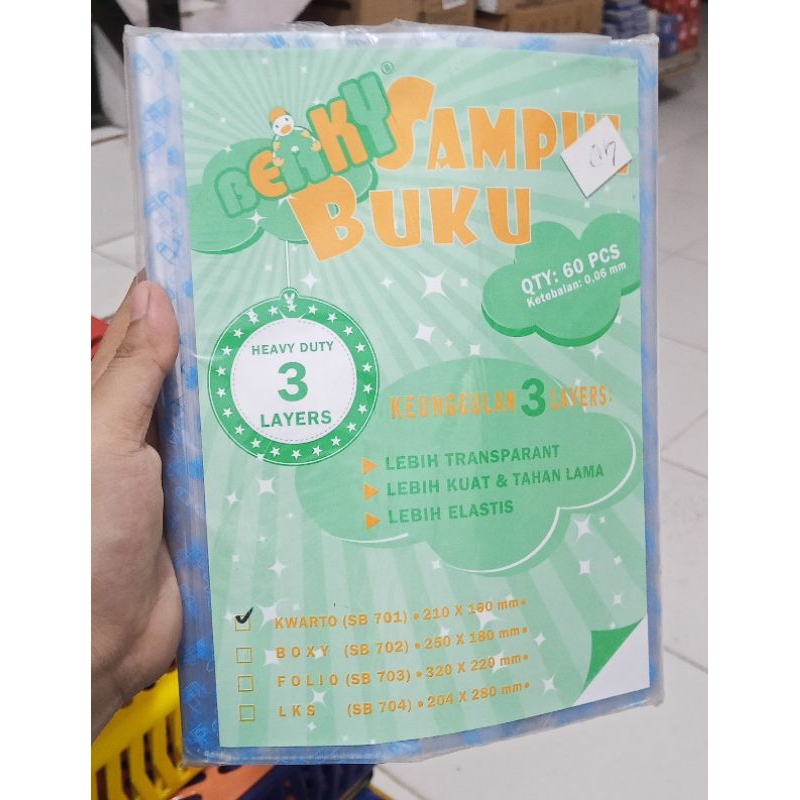 BENKY®
SAMPUL
BUKU
QTY: 60 PCS
Ketebalan: 0.06 mm
HEAVY DUTY
3
LAYERS
KEUNGGULAN 3 LAYERS:
LEBIH TRANSPARANT
LEBIH KUAT & TAHAN LAMA
LEBIH ELASTIS
KWARTO (SB 701) • 210 X 160 mm•
BOXY (SB 702) • 250 X 180 mm•
FOLIO (SB 703) • 320 X 220 mm•
LKS (SB 704) • 204 X 280 mm•